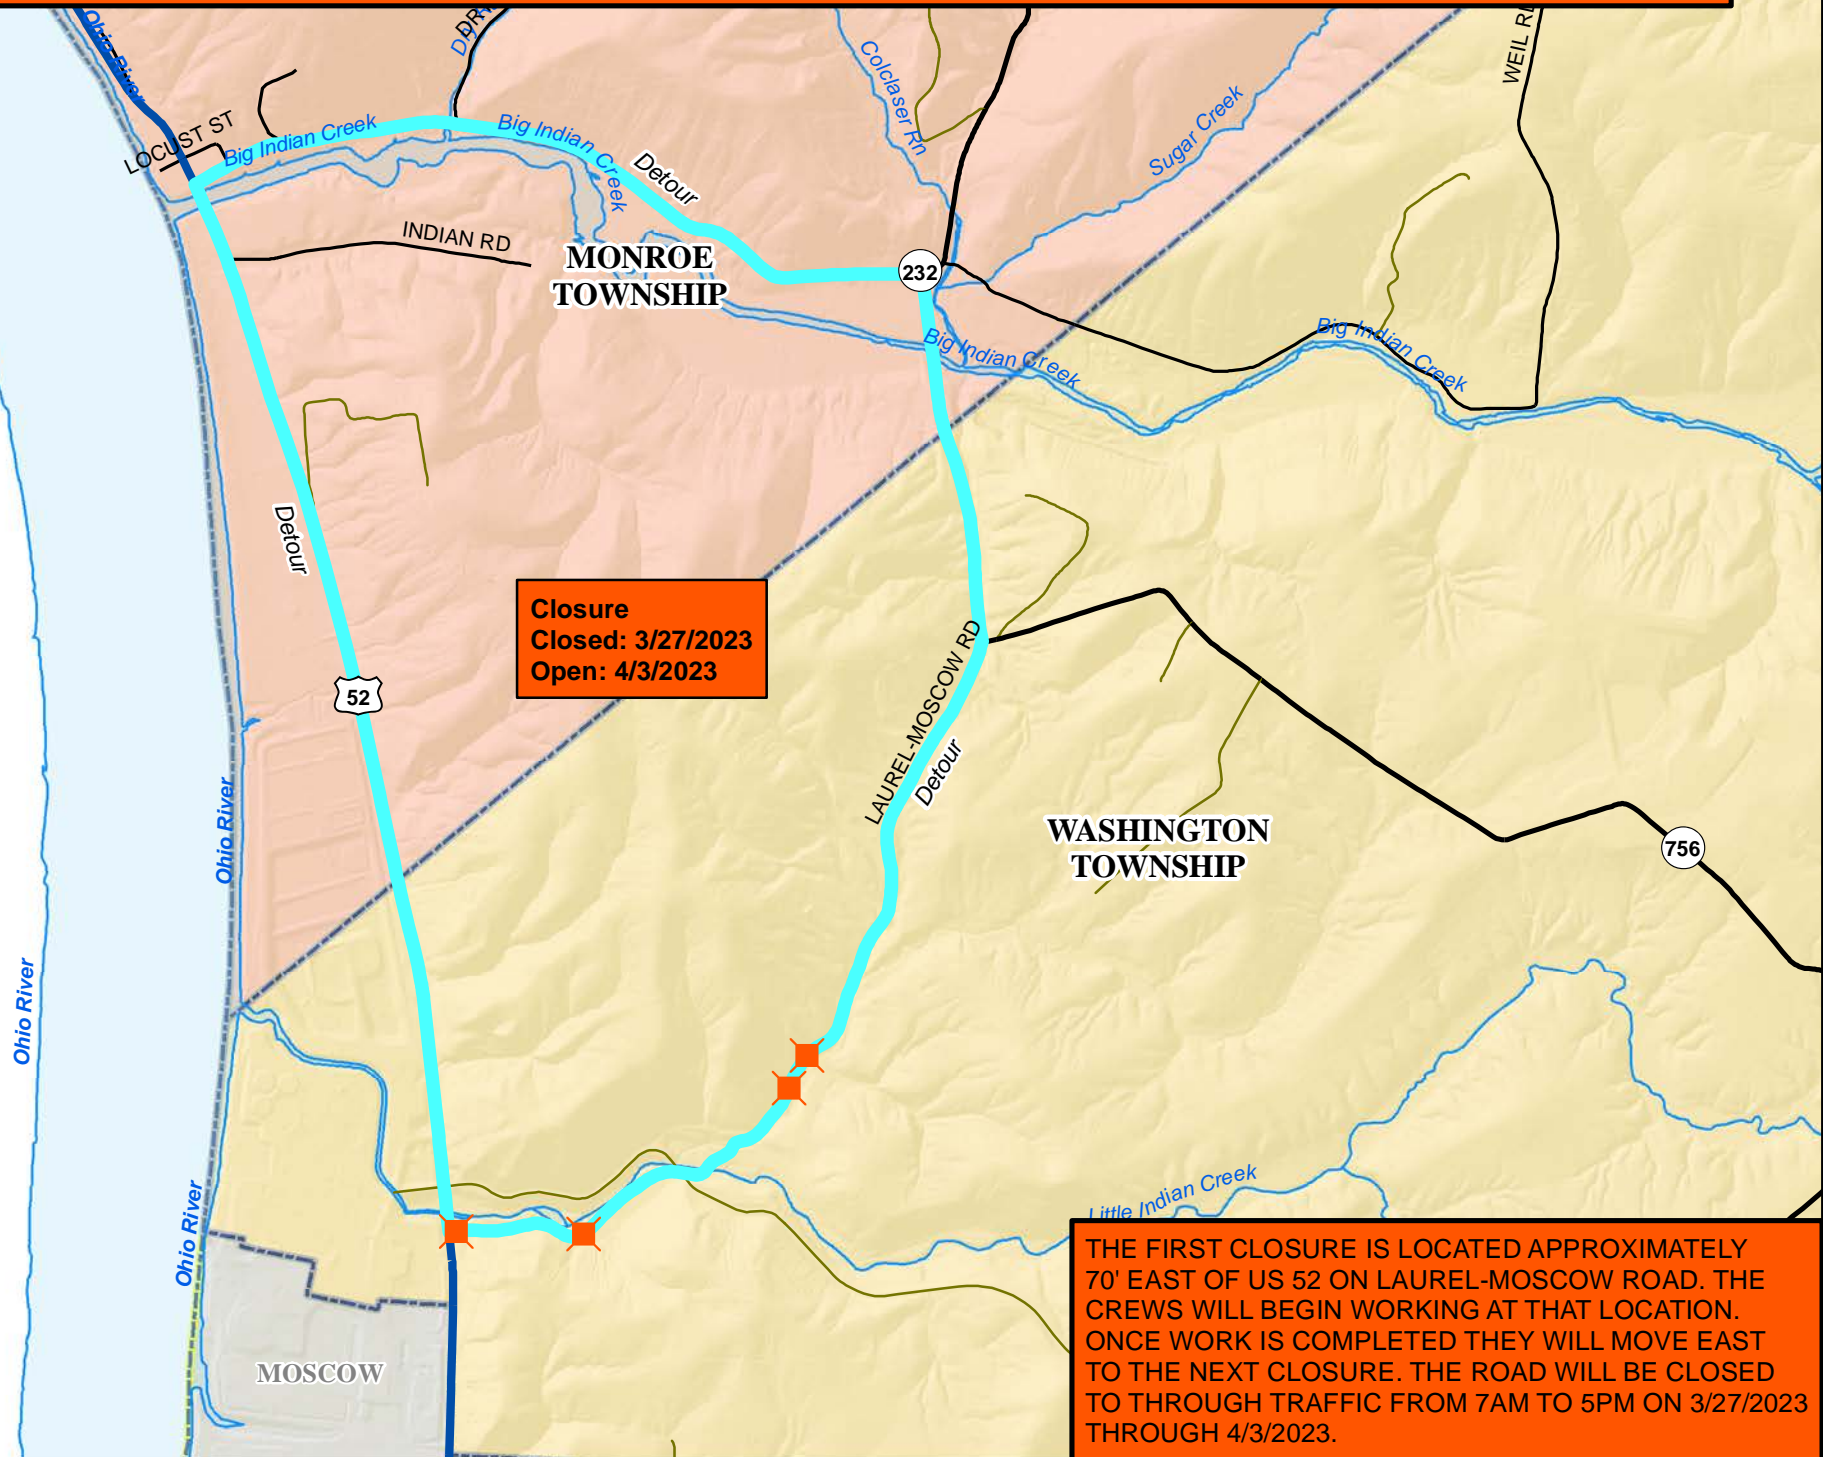 Ohio River
DR
Dry R
LOCUST ST
Big Indian Creek
Big Indian Creek
Detour
Colclaser Rn
Sugar Creek
WEIL RD
INDIAN RD
MONROE
TOWNSHIP
232
Big Indian Creek
Big Indian Creek
Detour
Closure
Closed: 3/27/2023
Open: 4/3/2023
52
LAUREL-MOSCOW RD
Detour
WASHINGTON
TOWNSHIP
756
Ohio River
Ohio River
Ohio River
Little Indian Creek
MOSCOW
THE FIRST CLOSURE IS LOCATED APPROXIMATELY
70' EAST OF US 52 ON LAUREL-MOSCOW ROAD. THE
CREWS WILL BEGIN WORKING AT THAT LOCATION.
ONCE WORK IS COMPLETED THEY WILL MOVE EAST
TO THE NEXT CLOSURE. THE ROAD WILL BE CLOSED
TO THROUGH TRAFFIC FROM 7AM TO 5PM ON 3/27/2023
THROUGH 4/3/2023.